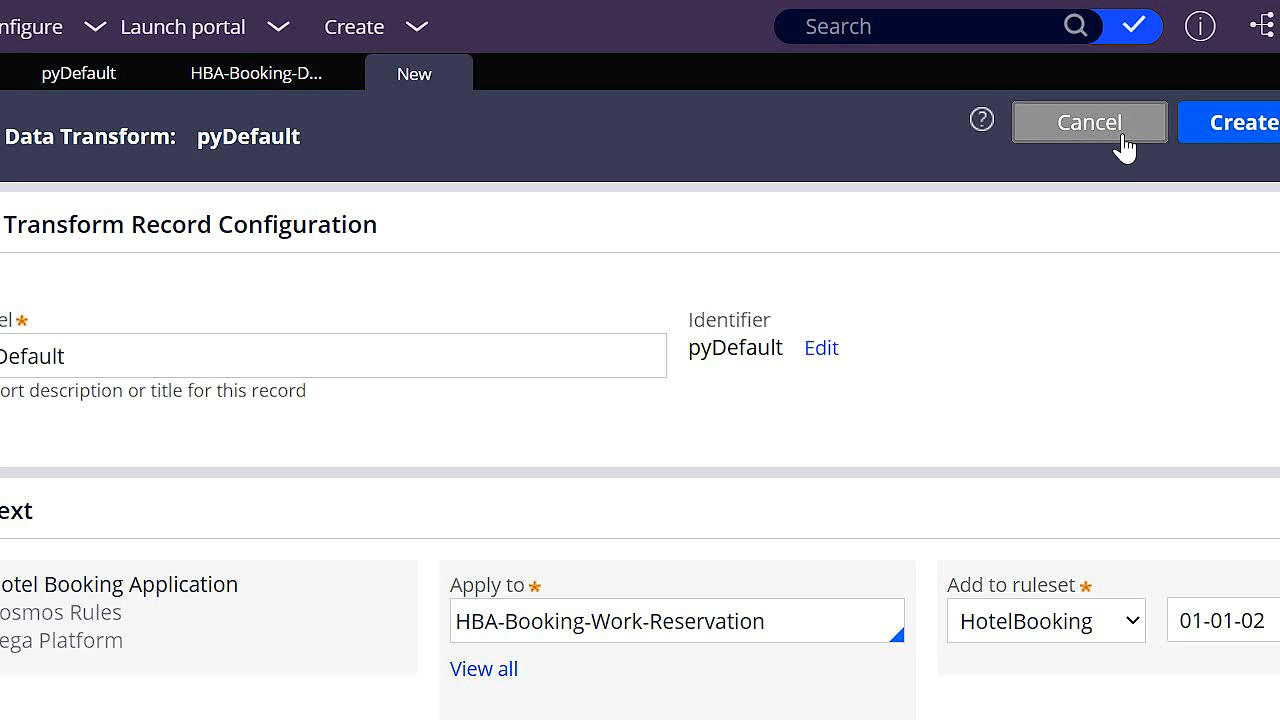 nfigure Launch portal Create Search
pyDefault HBA-Booking-D... New
Data Transform: pyDefault
Cancel Create
Transform Record Configuration
el* Identifier
Default pyDefault Edit
ort description or title for this record
ext
otel Booking Application
osmos Rules
ega Platform
Apply to* Add to ruleset*
HBA-Booking-Work-Reservation HotelBooking 01-01-02
View all